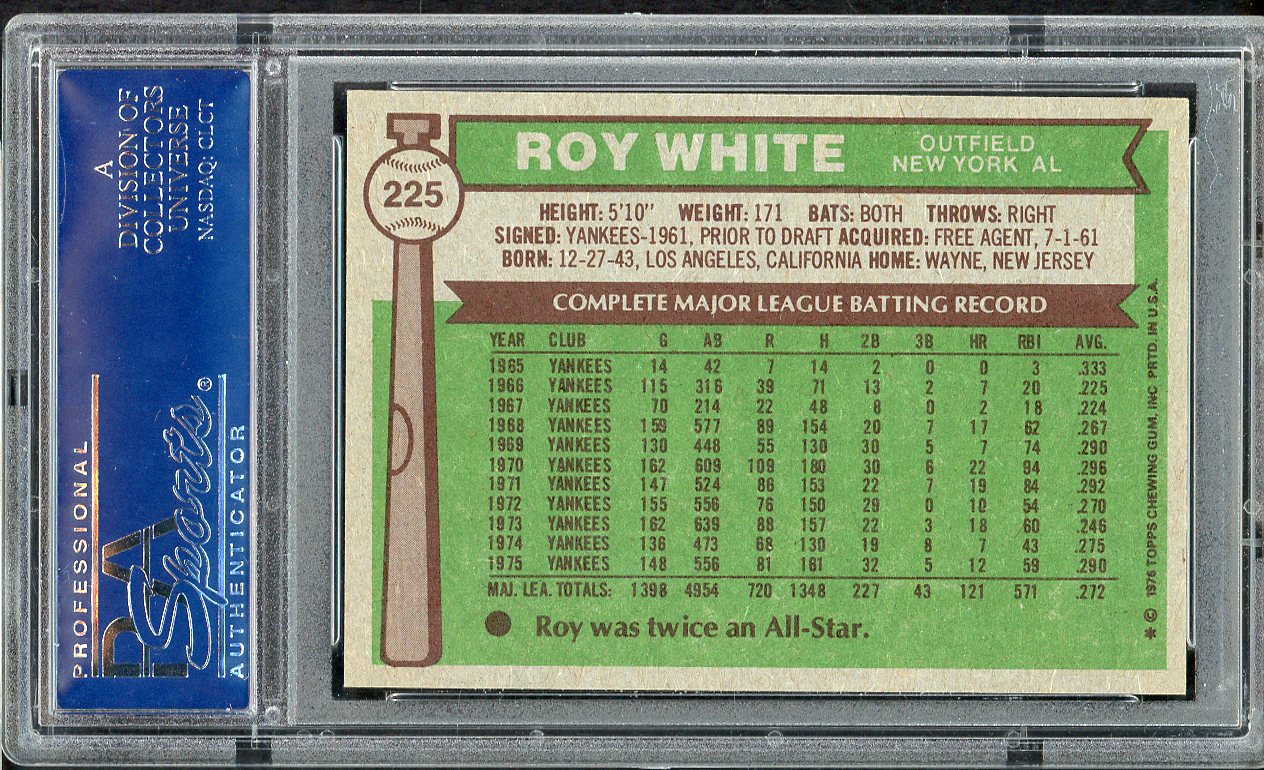 A
DIVISION OF
COLLECTORS
UNIVERSE
NASDAQ: CLCT
PROFESSIONAL
PSA
Sports®
AUTHENTICATOR
225
ROY WHITE
OUTFIELD
NEW YORK AL
HEIGHT: 5'10" WEIGHT: 171 BATS: BOTH THROWS: RIGHT
SIGNED: YANKEES-1961, PRIOR TO DRAFT ACQUIRED: FREE AGENT, 7-1-61
BORN: 12-27-43, LOS ANGELES, CALIFORNIA HOME: WAYNE, NEW JERSEY
COMPLETE MAJOR LEAGUE BATTING RECORD
YEAR CLUB G AB R H 2B 3B HR RBI AVG.
1965 YANKEES 14 42 7 14 2 0 0 3 .333
1966 YANKEES 115 316 39 71 13 2 7 20 .225
1967 YANKEES 70 214 22 48 8 0 2 18 .224
1968 YANKEES 159 577 89 154 20 7 17 62 .267
1969 YANKEES 130 448 55 130 30 5 7 74 .290
1970 YANKEES 162 609 109 180 30 6 22 94 .296
1971 YANKEES 147 524 86 153 22 7 19 84 .292
1972 YANKEES 155 556 76 150 29 0 10 54 .270
1973 YANKEES 162 639 88 157 22 3 18 60 .246
1974 YANKEES 136 473 68 130 19 8 7 43 .275
1975 YANKEES 148 556 81 161 32 5 12 59 .290
MAJ. LEA. TOTALS: 1398 4954 720 1348 227 43 121 571 .272
Roy was twice an All-Star.
* © 1976 TOPPS CHEWING GUM, INC PRTD. IN U.S.A.